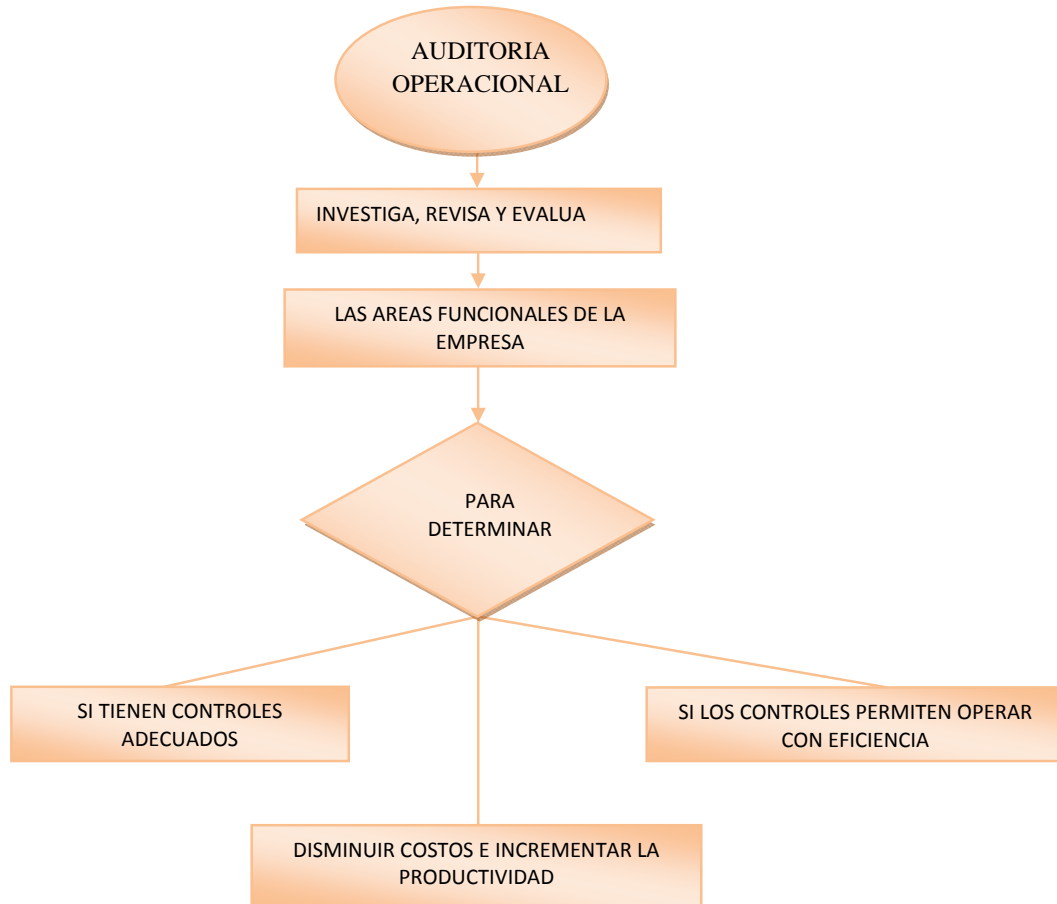 AUDITORIA
OPERACIONAL
INVESTIGA, REVISA Y EVALUA
LAS AREAS FUNCIONALES DE LA
EMPRESA
PARA
DETERMINAR
SI TIENEN CONTROLES
ADECUADOS
SI LOS CONTROLES PERMITEN OPERAR
CON EFICIENCIA
DISMINUIR COSTOS E INCREMENTAR LA
PRODUCTIVIDAD